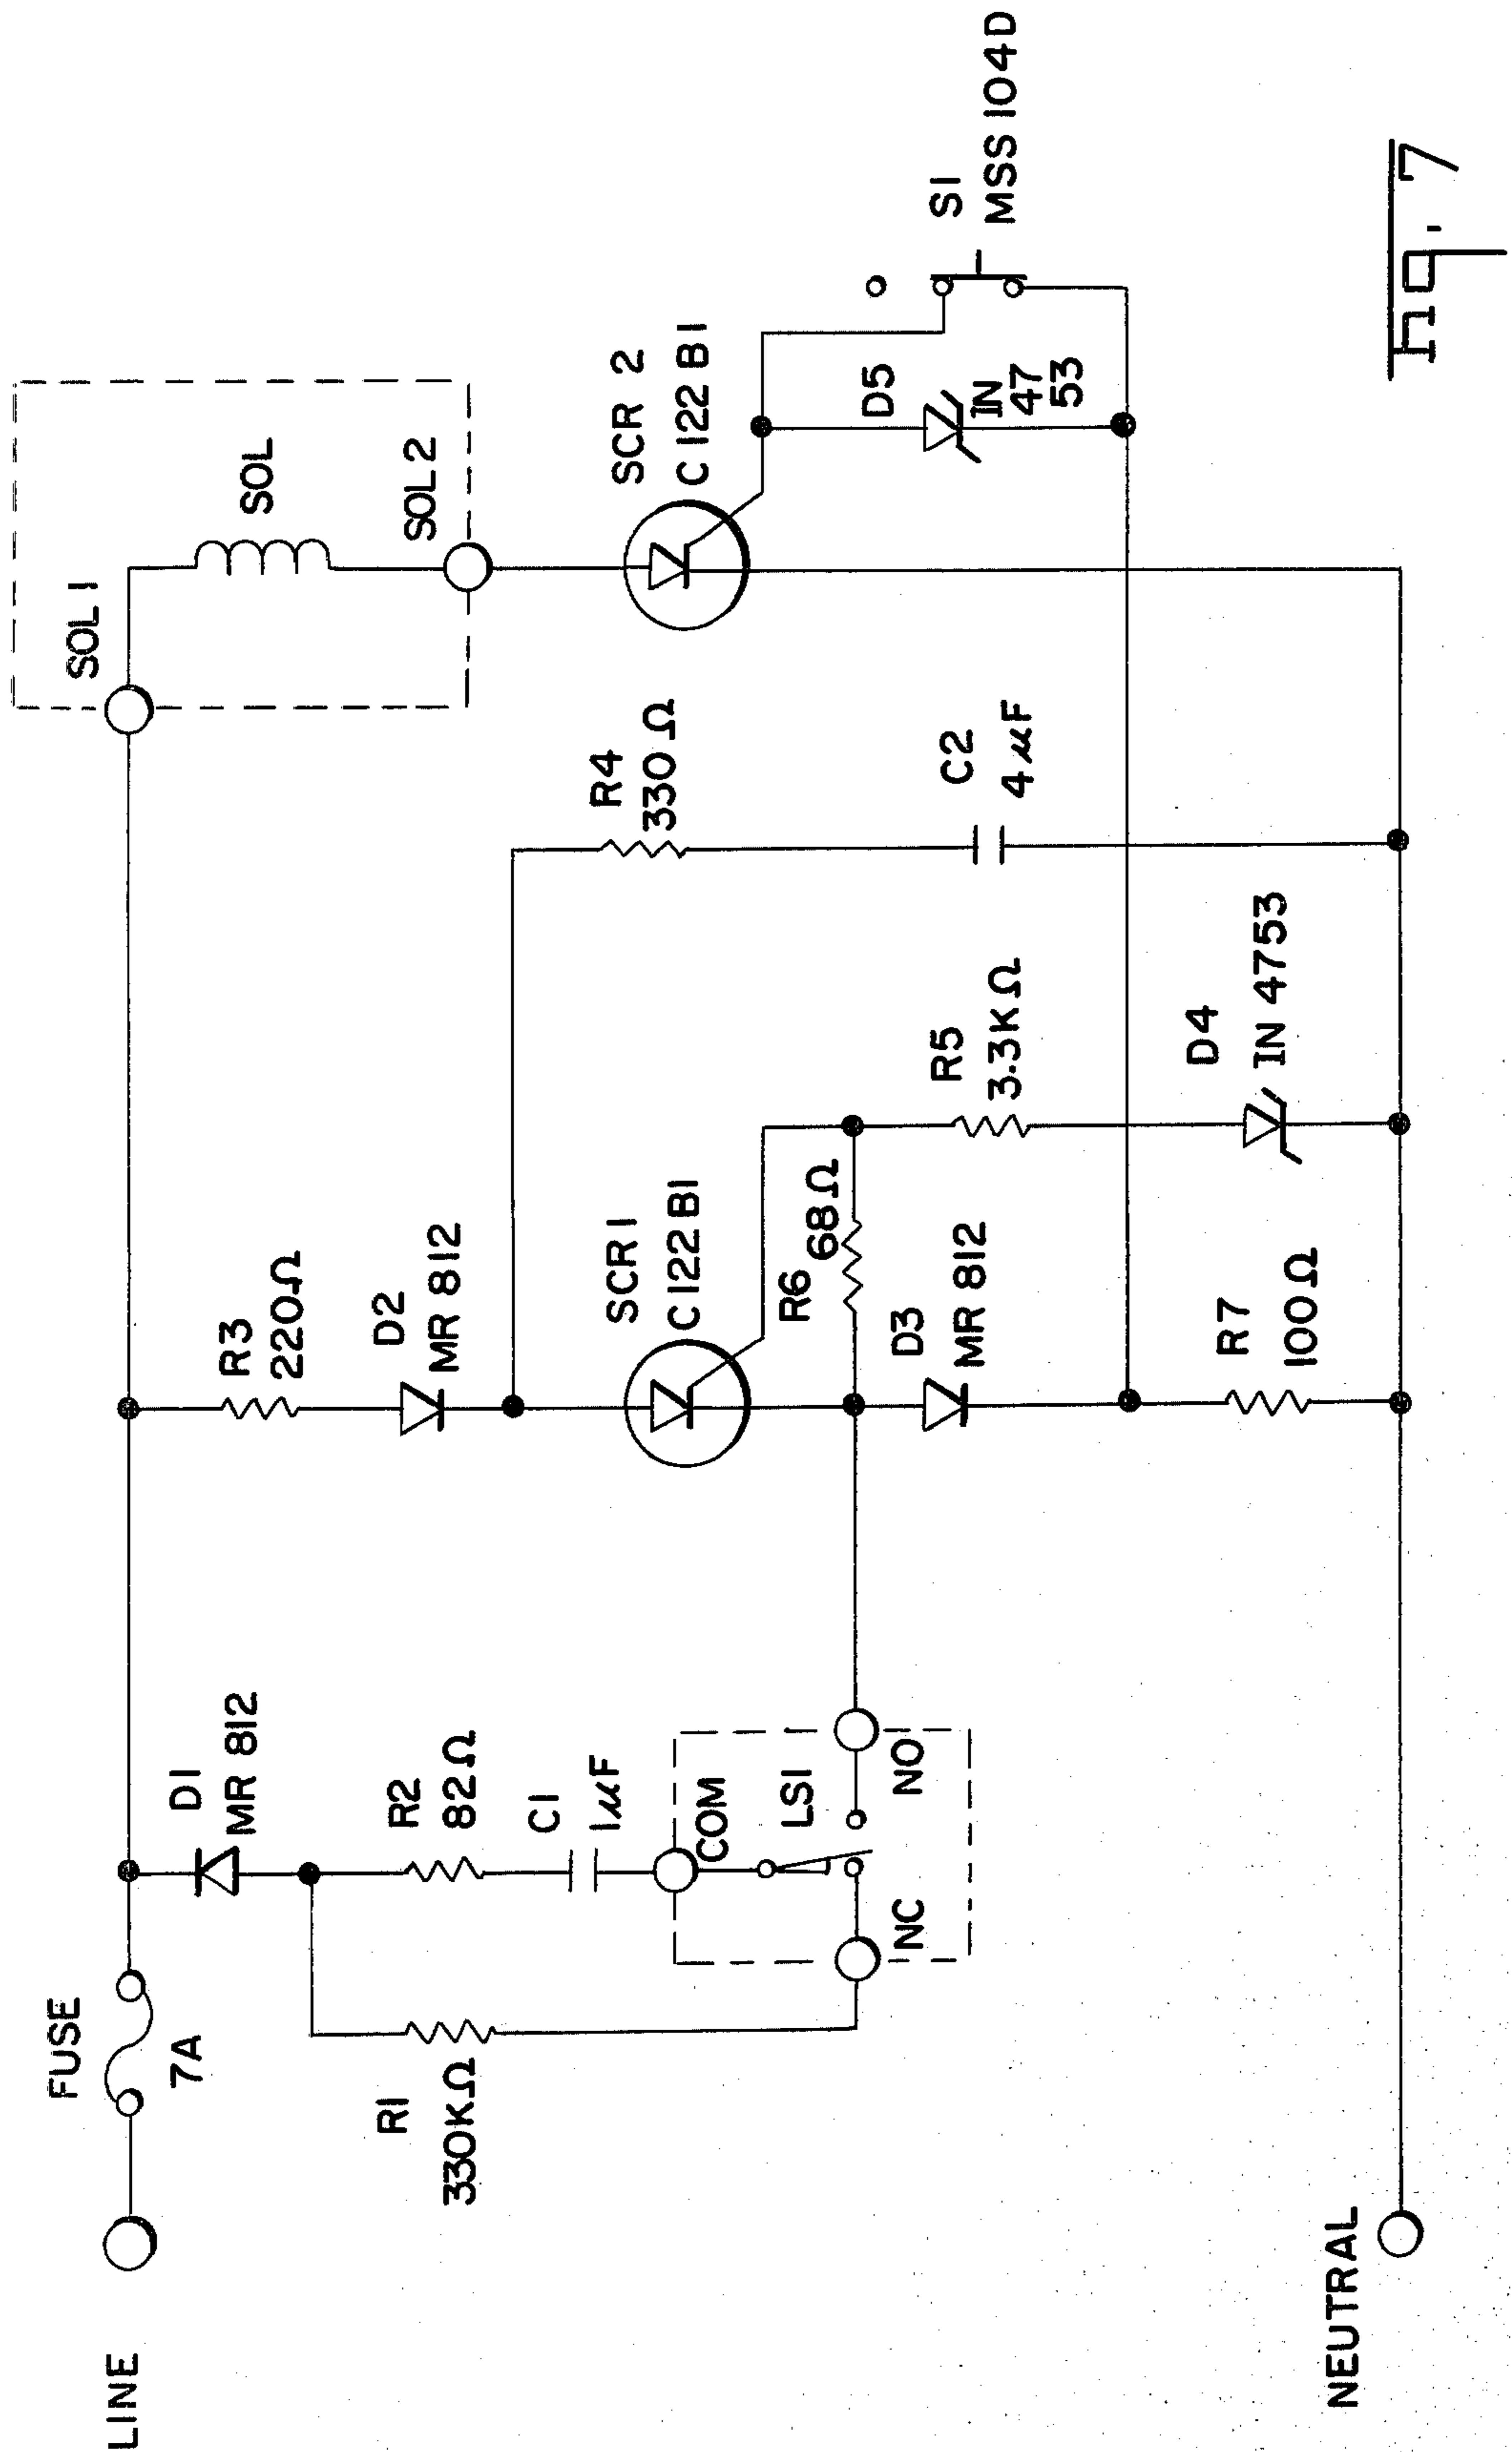 LINE
FUSE
7A
D1
MR 812
R1
330KΩ
R2
82Ω
C1
1μF
COM
LS1
NC
NO
R3
220Ω
D2
MR 812
SCR1
C122B1
R6
68Ω
D3
MR 812
R7
100Ω
R5
3.3KΩ
D4
IN 4753
R4
330Ω
C2
4μF
SOL 1
SOL
SOL 2
SCR 2
C 122 B1
D5
IN
47
53
S1
MSS 104D
NEUTRAL
Fig. 7